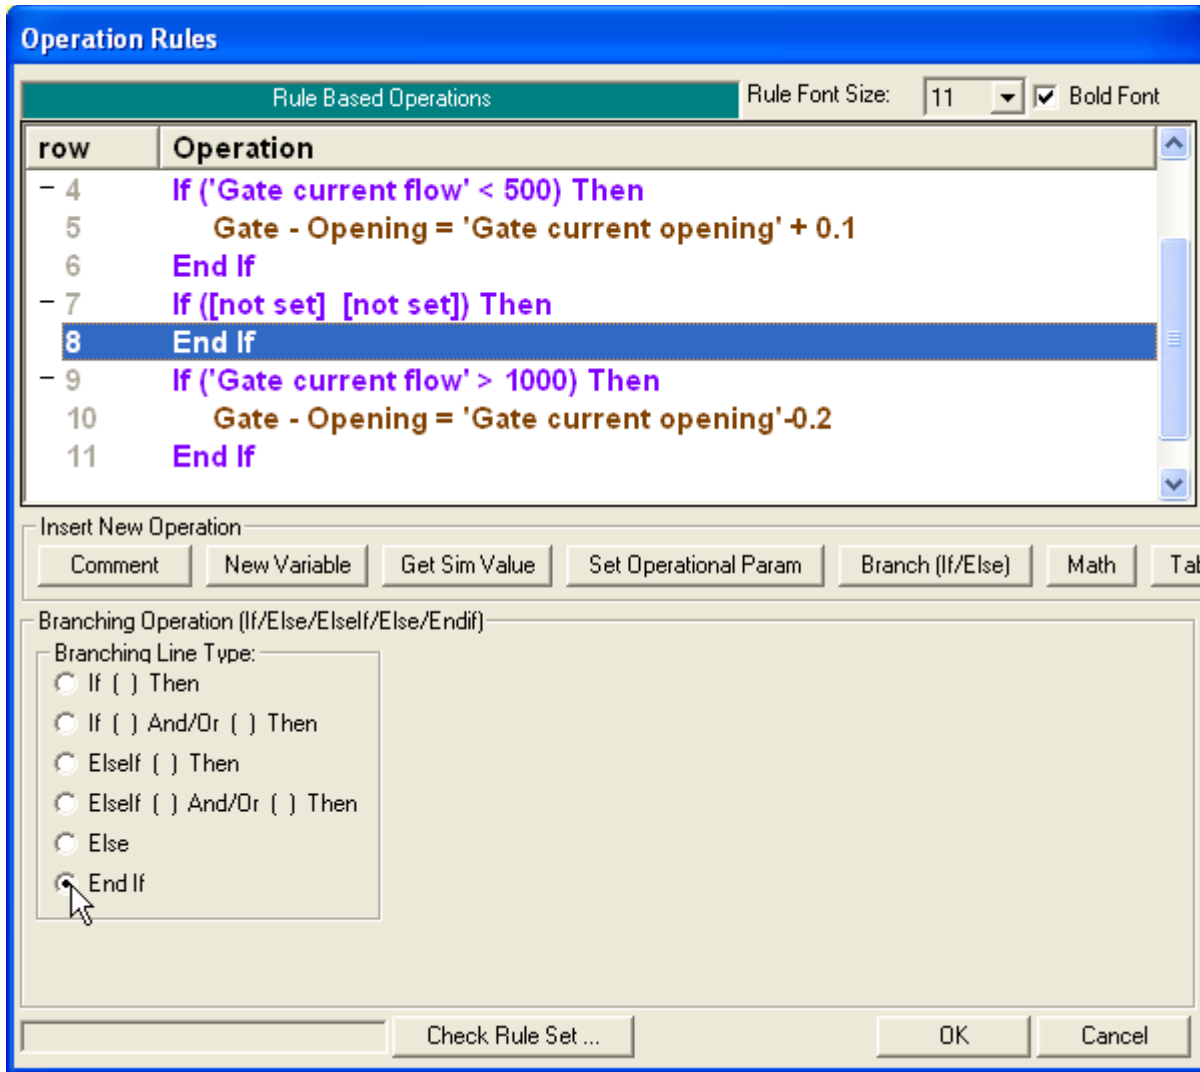 Operation Rules
Rule Based Operations Rule Font Size: 11 Bold Font
row Operation
− 4 If ('Gate current flow' < 500) Then
5 Gate - Opening = 'Gate current opening' + 0.1
6 End If
− 7 If ([not set]  [not set]) Then
8 End If
− 9 If ('Gate current flow' > 1000) Then
10 Gate - Opening = 'Gate current opening'-0.2
11 End If
Insert New Operation
Comment New Variable Get Sim Value Set Operational Param Branch (If/Else) Math Tab
Branching Operation (If/Else/ElseIf/Else/Endif)
Branching Line Type:
If ( ) Then
If ( ) And/Or ( ) Then
ElseIf ( ) Then
ElseIf ( ) And/Or ( ) Then
Else
End If
Check Rule Set ... OK Cancel